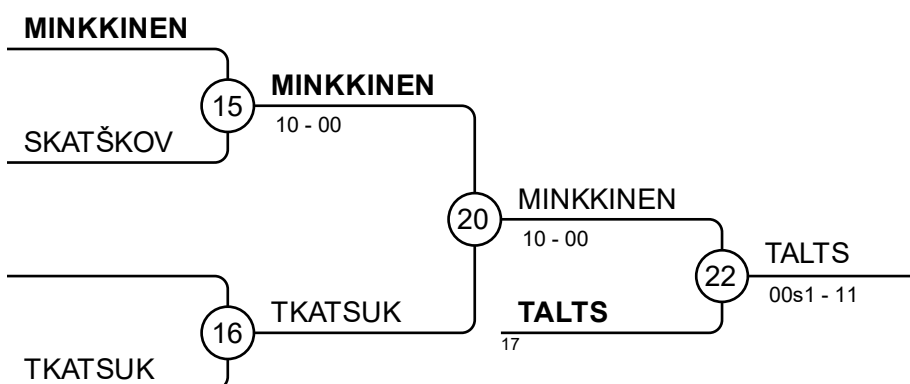 MINKKINEN
15
MINKKINEN
10 - 00
SKATŠKOV
20
MINKKINEN
10 - 00
22
TALTS
00s1 - 11
16
TKATSUK
TALTS
17
TKATSUK